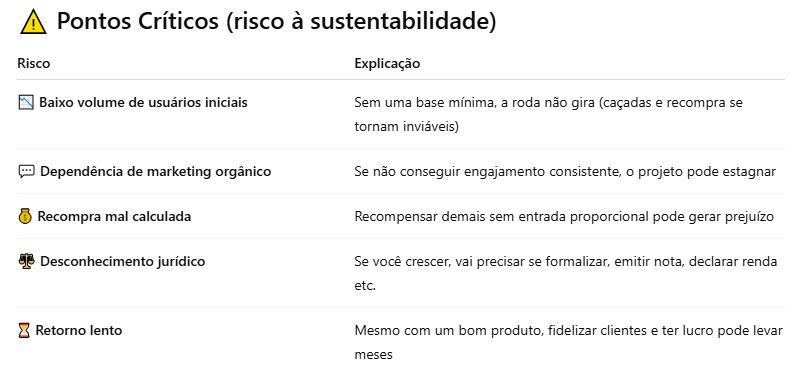 ⚠️ Pontos Críticos (risco à sustentabilidade)
Risco Explicação
📉 Baixo volume de usuários iniciais Sem uma base mínima, a roda não gira (caçadas e recompra se
tornam inviáveis)
💬 Dependência de marketing orgânico Se não conseguir engajamento consistente, o projeto pode estagnar
💰 Recompra mal calculada Recompensar demais sem entrada proporcional pode gerar prejuízo
⚖️ Desconhecimento jurídico Se você crescer, vai precisar se formalizar, emitir nota, declarar renda
etc.
⏳ Retorno lento Mesmo com um bom produto, fidelizar clientes e ter lucro pode levar
meses